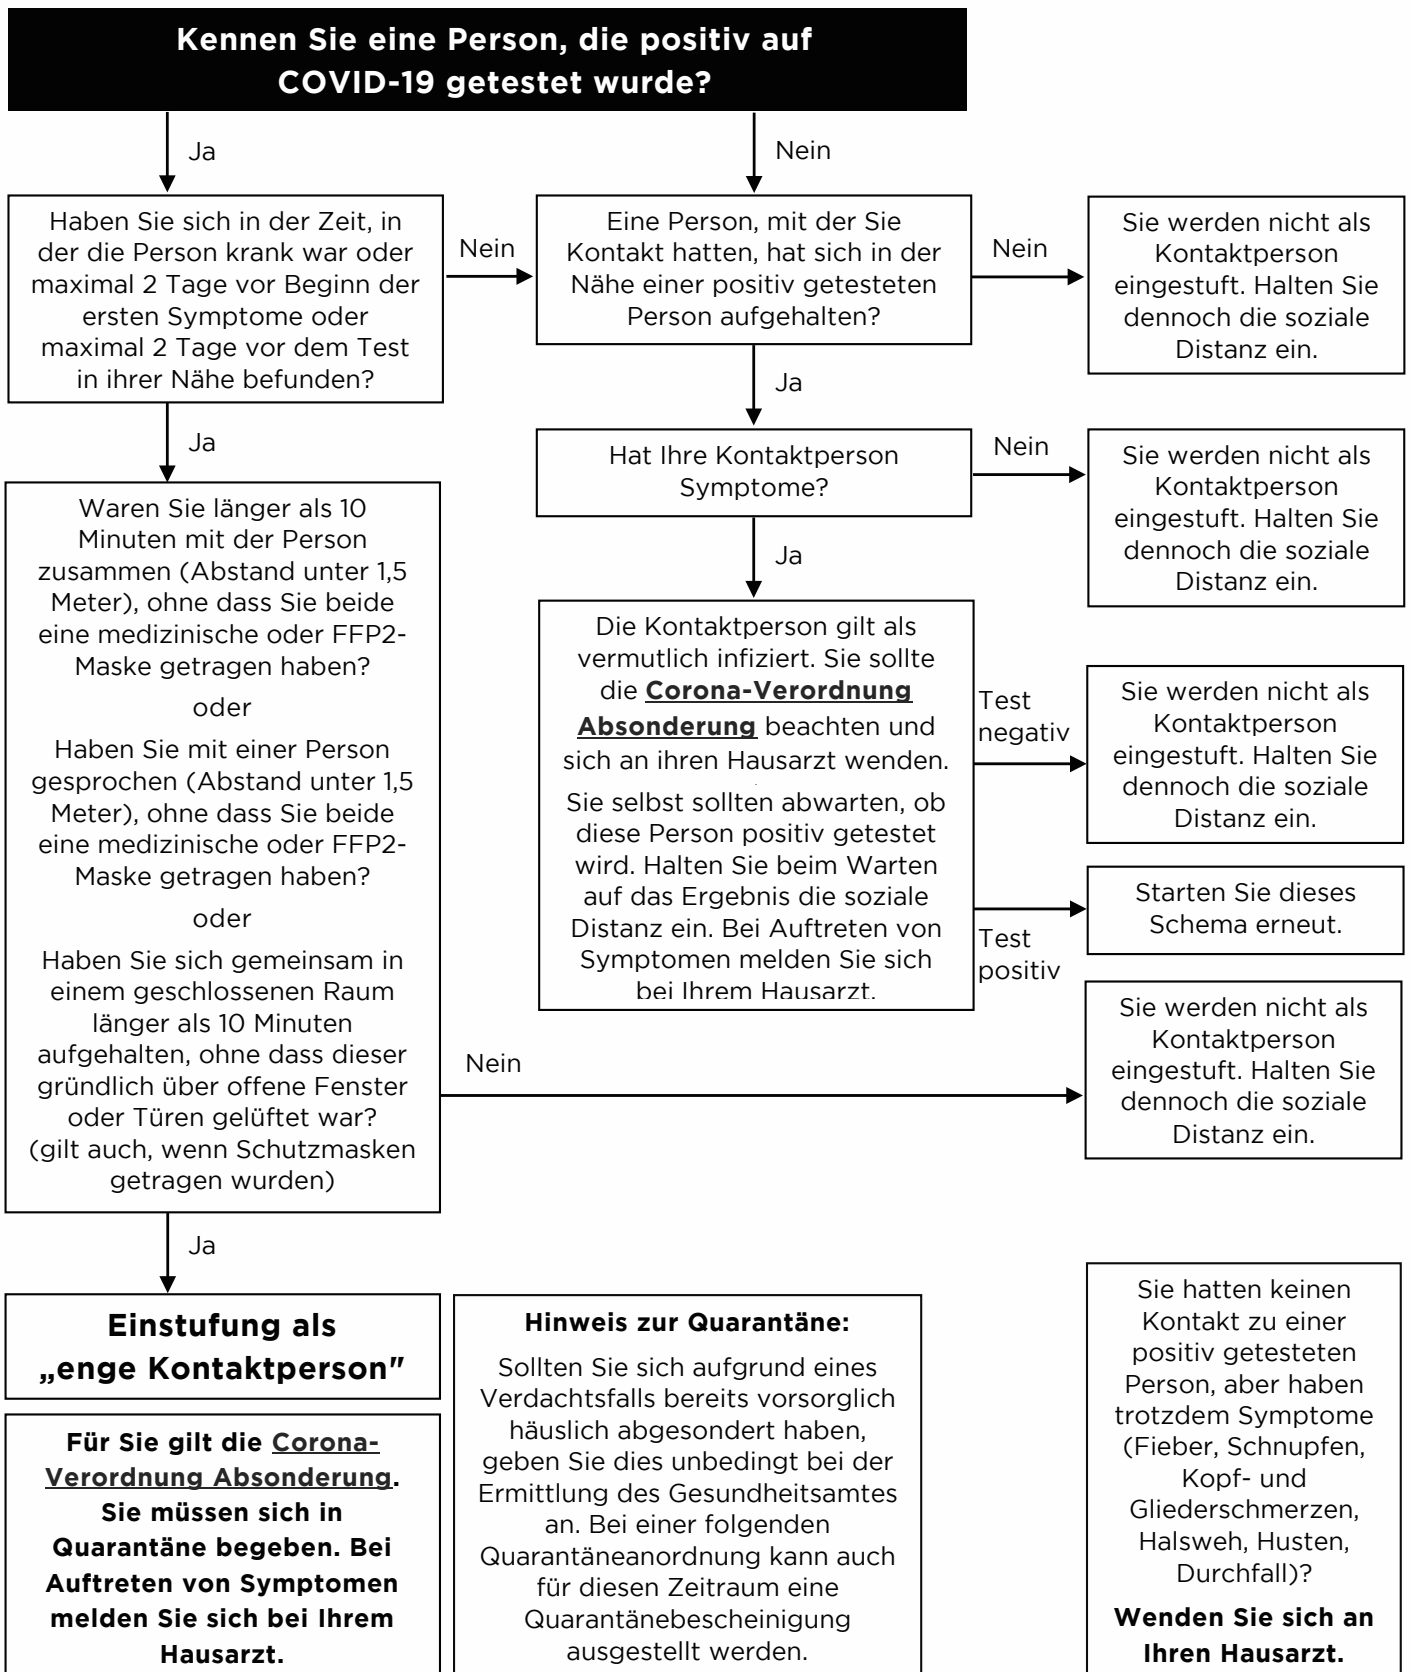 Kennen Sie eine Person, die positiv auf
COVID-19 getestet wurde?
Ja
Nein
Haben Sie sich in der Zeit, in
der die Person krank war oder
maximal 2 Tage vor Beginn der
ersten Symptome oder
maximal 2 Tage vor dem Test
in ihrer Nähe befunden?
Nein
Eine Person, mit der Sie
Kontakt hatten, hat sich in der
Nähe einer positiv getesteten
Person aufgehalten?
Nein
Sie werden nicht als
Kontaktperson
eingestuft. Halten Sie
dennoch die soziale
Distanz ein.
Ja
Ja
Hat Ihre Kontaktperson
Symptome?
Nein
Sie werden nicht als
Kontaktperson
eingestuft. Halten Sie
dennoch die soziale
Distanz ein.
Waren Sie länger als 10
Minuten mit der Person
zusammen (Abstand unter 1,5
Meter), ohne dass Sie beide
eine medizinische oder FFP2-
Maske getragen haben?
oder
Haben Sie mit einer Person
gesprochen (Abstand unter 1,5
Meter), ohne dass Sie beide
eine medizinische oder FFP2-
Maske getragen haben?
oder
Haben Sie sich gemeinsam in
einem geschlossenen Raum
länger als 10 Minuten
aufgehalten, ohne dass dieser
gründlich über offene Fenster
oder Türen gelüftet war?
(gilt auch, wenn Schutzmasken
getragen wurden)
Ja
Die Kontaktperson gilt als
vermutlich infiziert. Sie sollte
die Corona-Verordnung
Absonderung beachten und
sich an ihren Hausarzt wenden.
Sie selbst sollten abwarten, ob
diese Person positiv getestet
wird. Halten Sie beim Warten
auf das Ergebnis die soziale
Distanz ein. Bei Auftreten von
Symptomen melden Sie sich
bei Ihrem Hausarzt.
Test
negativ
Sie werden nicht als
Kontaktperson
eingestuft. Halten Sie
dennoch die soziale
Distanz ein.
Test
positiv
Starten Sie dieses
Schema erneut.
Nein
Sie werden nicht als
Kontaktperson
eingestuft. Halten Sie
dennoch die soziale
Distanz ein.
Ja
Einstufung als
„enge Kontaktperson"
Für Sie gilt die Corona-
Verordnung Absonderung.
Sie müssen sich in
Quarantäne begeben. Bei
Auftreten von Symptomen
melden Sie sich bei Ihrem
Hausarzt.
Hinweis zur Quarantäne:
Sollten Sie sich aufgrund eines
Verdachtsfalls bereits vorsorglich
häuslich abgesondert haben,
geben Sie dies unbedingt bei der
Ermittlung des Gesundheitsamtes
an. Bei einer folgenden
Quarantäneanordnung kann auch
für diesen Zeitraum eine
Quarantänebescheinigung
ausgestellt werden.
Sie hatten keinen
Kontakt zu einer
positiv getesteten
Person, aber haben
trotzdem Symptome
(Fieber, Schnupfen,
Kopf- und
Gliederschmerzen,
Halsweh, Husten,
Durchfall)?
Wenden Sie sich an
Ihren Hausarzt.